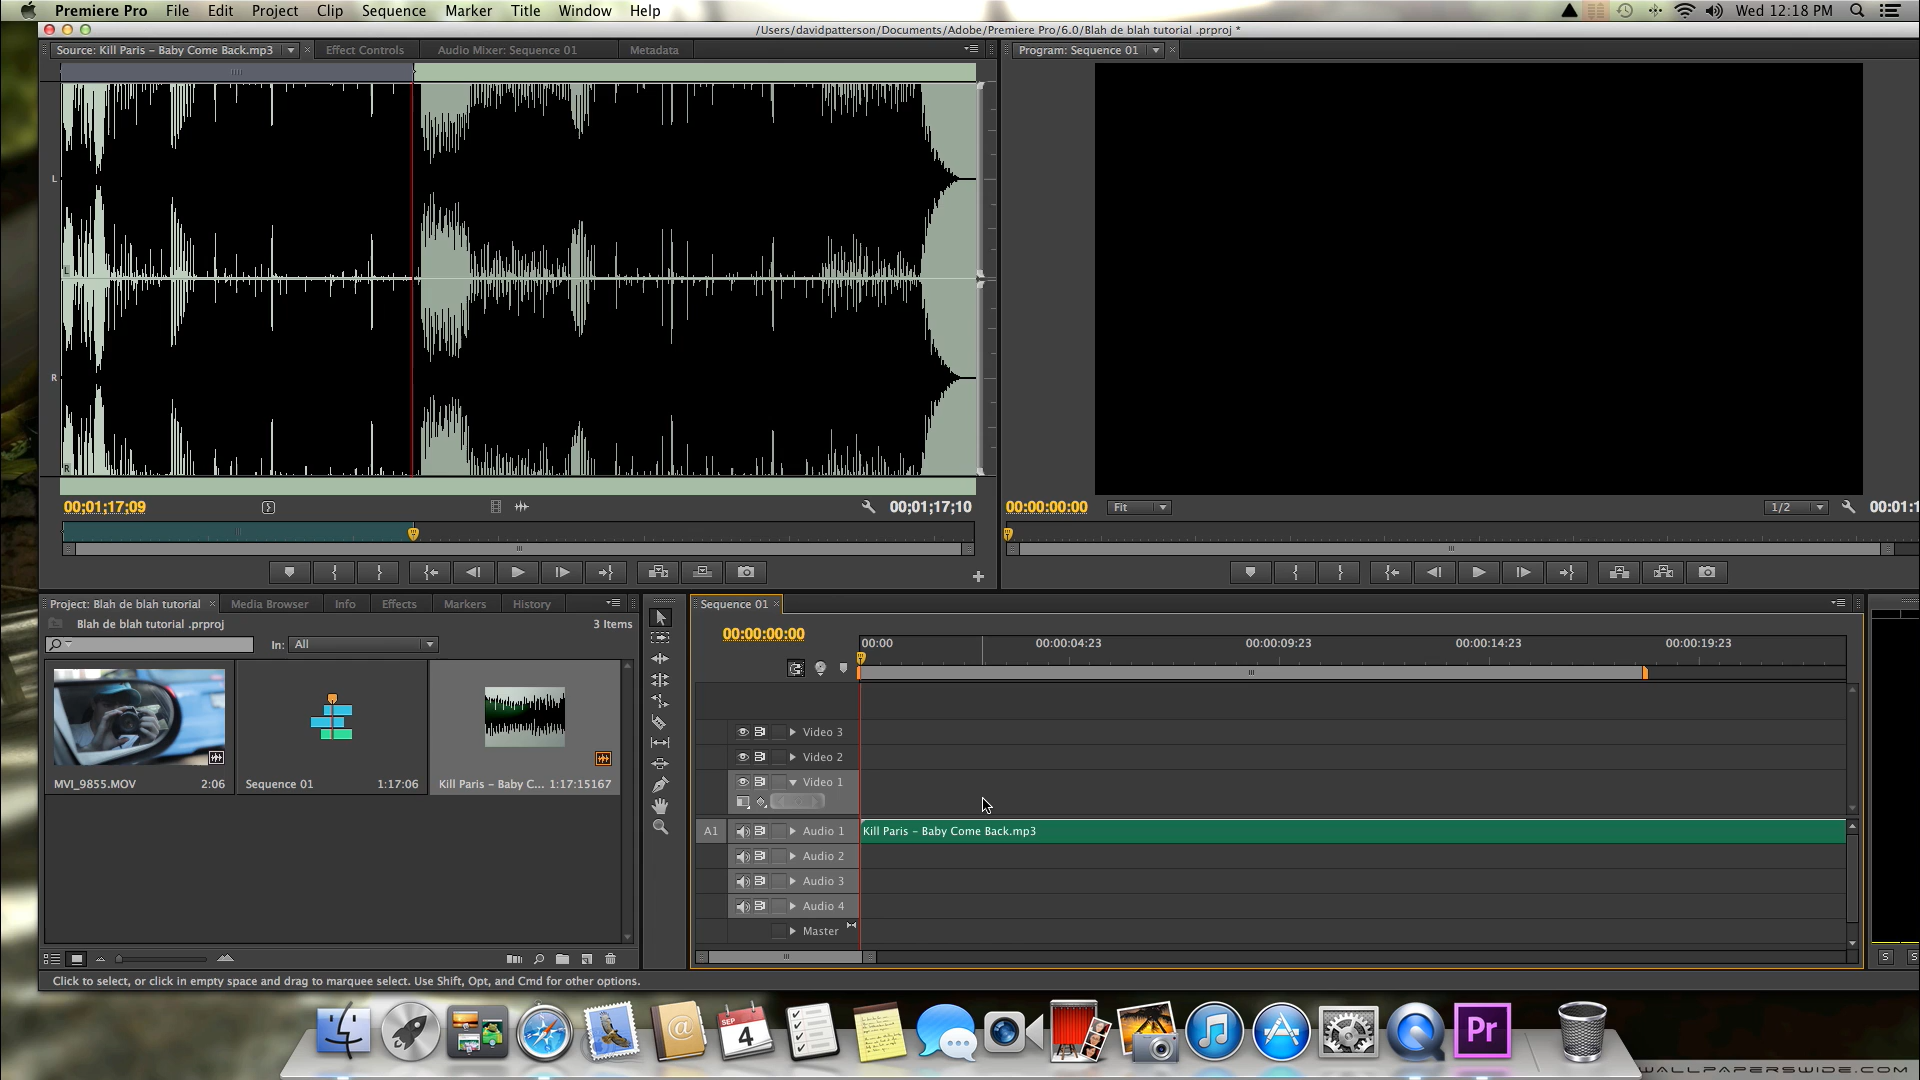 Premiere Pro File Edit Project Clip Sequence Marker Title Window Help Wed 12:18 PM
/Users/davidpatterson/Documents/Adobe/Premiere Pro/6.0/Blah de blah tutorial .prproj *
Source: Kill Paris – Baby Come Back.mp3 Effect Controls Audio Mixer: Sequence 01 Metadata
Program: Sequence 01
L
L
R
R
00;01;17;09 00;01;17;10
00:00:00:00 Fit 1/2 00:01:1
Project: Blah de blah tutorial Media Browser Info Effects Markers History
Blah de blah tutorial .prproj 3 Items
In: All
MVI_9855.MOV 2:06
Sequence 01 1:17:06
Kill Paris – Baby C... 1:17:15167
Sequence 01
00:00:00:00
00:00 00:00:04:23 00:00:09:23 00:00:14:23 00:00:19:23
Video 3
Video 2
Video 1
A1 Audio 1 Kill Paris – Baby Come Back.mp3
Audio 2
Audio 3
Audio 4
Master
S S
Click to select, or click in empty space and drag to marquee select. Use Shift, Opt, and Cmd for other options.
SEP
4
@
Pr
WALLPAPERSWIDE.COM